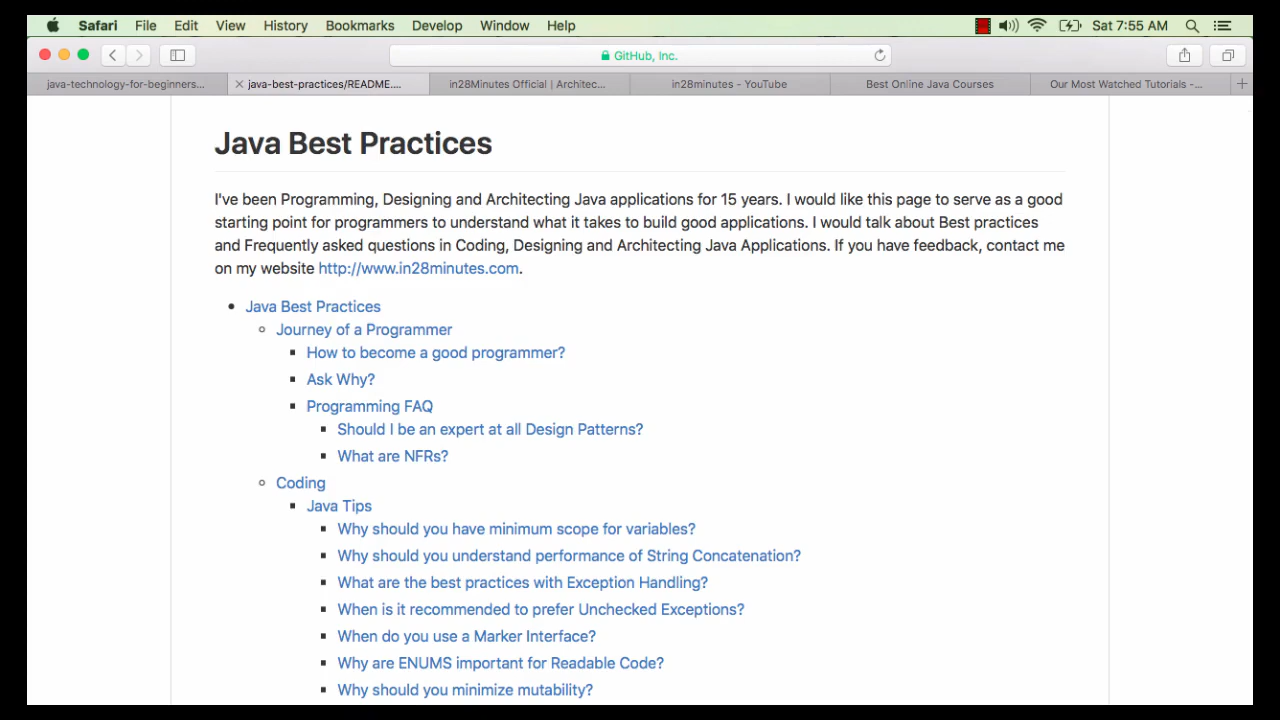 Safari File Edit View History Bookmarks Develop Window Help Sat 7:55 AM
GitHub, Inc.
java-technology-for-beginners... java-best-practices/README.... in28Minutes Official | Architec... in28minutes - YouTube Best Online Java Courses Our Most Watched Tutorials -...
Java Best Practices
I've been Programming, Designing and Architecting Java applications for 15 years. I would like this page to serve as a good
starting point for programmers to understand what it takes to build good applications. I would talk about Best practices
and Frequently asked questions in Coding, Designing and Architecting Java Applications. If you have feedback, contact me
on my website http://www.in28minutes.com.
Java Best Practices
Journey of a Programmer
How to become a good programmer?
Ask Why?
Programming FAQ
Should I be an expert at all Design Patterns?
What are NFRs?
Coding
Java Tips
Why should you have minimum scope for variables?
Why should you understand performance of String Concatenation?
What are the best practices with Exception Handling?
When is it recommended to prefer Unchecked Exceptions?
When do you use a Marker Interface?
Why are ENUMS important for Readable Code?
Why should you minimize mutability?